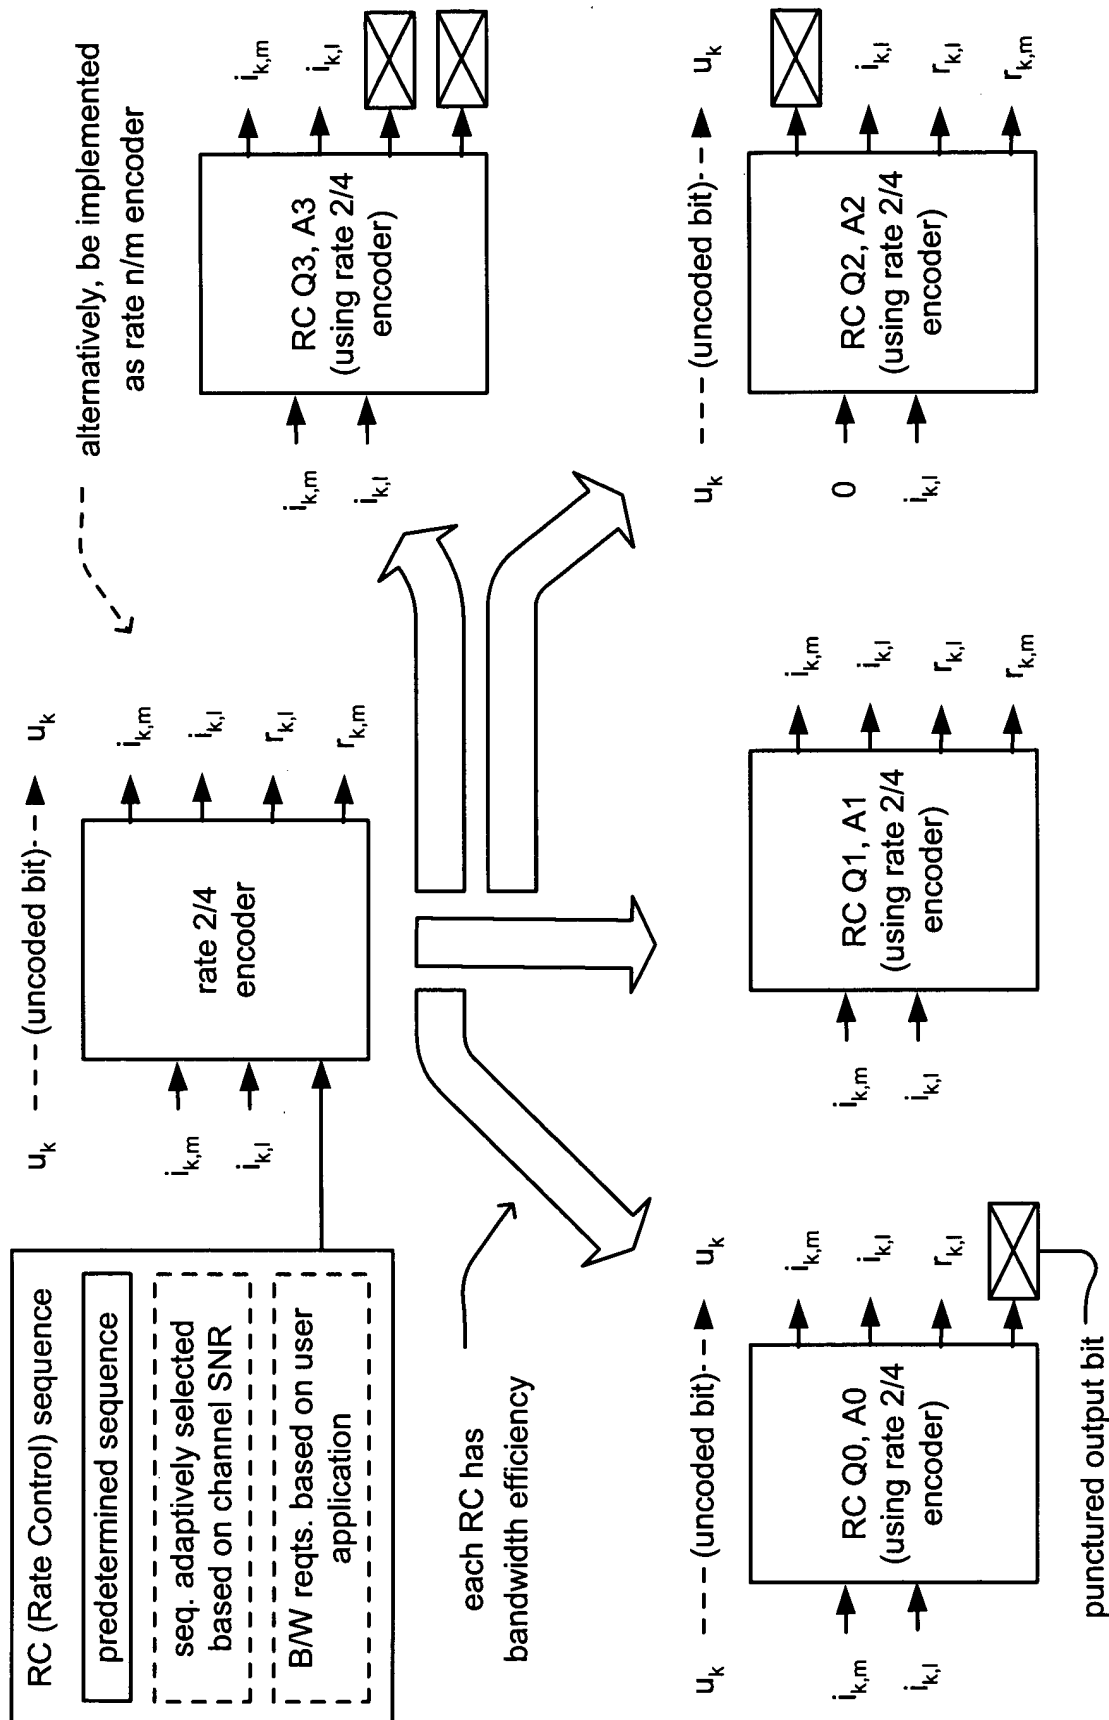 RC (Rate Control) sequence
predetermined sequence
seq. adaptively selected
based on channel SNR
B/W reqts. based on user
application
u_k ---- (uncoded bit) --► u_k
i_k,m
i_k,l
rate 2/4
encoder
i_k,m
i_k,l
r_k,l
r_k,m
alternatively, be implemented
as rate n/m encoder
i_k,m
i_k,l
RC Q3, A3
(using rate 2/4
encoder)
i_k,m
i_k,l
each RC has
bandwidth efficiency
u_k ---- (uncoded bit) --► u_k
i_k,m
i_k,l
RC Q0, A0
(using rate 2/4
encoder)
i_k,m
i_k,l
r_k,l
punctured output bit
i_k,m
i_k,l
RC Q1, A1
(using rate 2/4
encoder)
i_k,m
i_k,l
r_k,l
r_k,m
u_k ---- (uncoded bit) --► u_k
0
i_k,l
RC Q2, A2
(using rate 2/4
encoder)
i_k,l
r_k,l
r_k,m